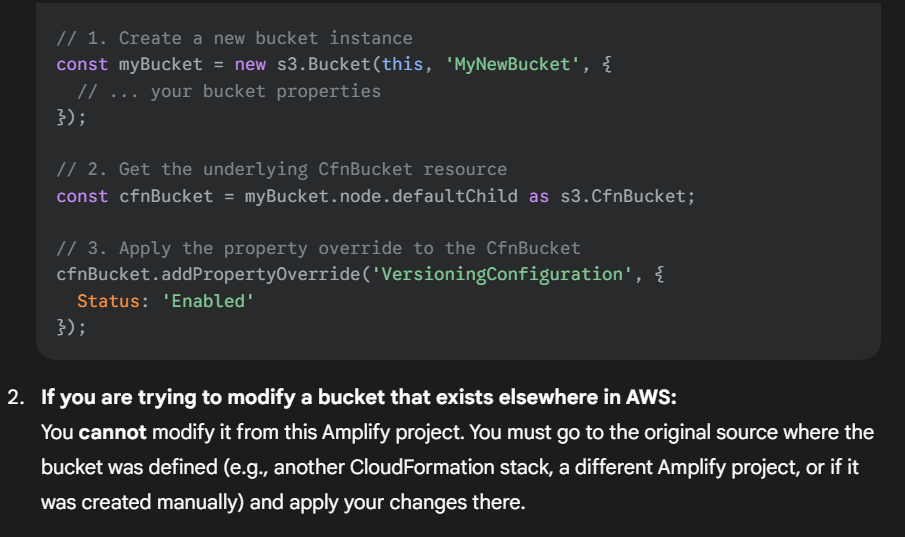 // 1. Create a new bucket instance
const myBucket = new s3.Bucket(this, 'MyNewBucket', {
  // ... your bucket properties
});

// 2. Get the underlying CfnBucket resource
const cfnBucket = myBucket.node.defaultChild as s3.CfnBucket;

// 3. Apply the property override to the CfnBucket
cfnBucket.addPropertyOverride('VersioningConfiguration', {
  Status: 'Enabled'
});

2. If you are trying to modify a bucket that exists elsewhere in AWS:
You cannot modify it from this Amplify project. You must go to the original source where the
bucket was defined (e.g., another CloudFormation stack, a different Amplify project, or if it
was created manually) and apply your changes there.